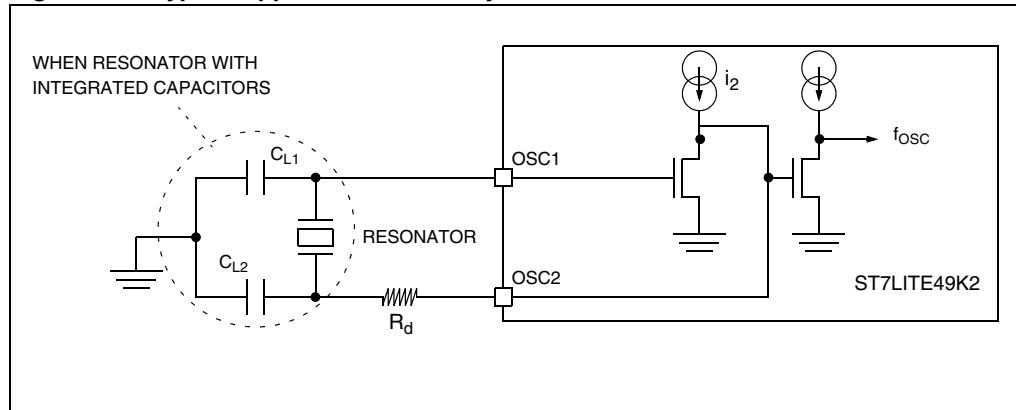 WHEN RESONATOR WITH
INTEGRATED CAPACITORS
i2
fOSC
CL1
OSC1
RESONATOR
CL2
OSC2
ST7LITE49K2
Rd